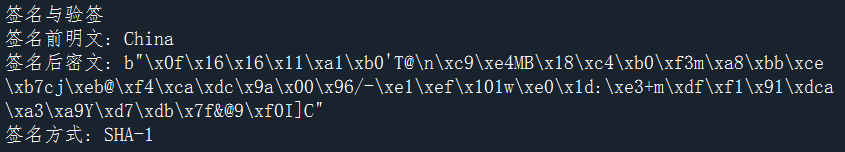 签名与验签
签名前明文：China
签名后密文：b"\x0f\x16\x16\x11\xa1\xb0'T@\n\xc9\xe4MB\x18\xc4\xb0\xf3m\xa8\xbb\xce
\xb7cj\xeb@\xf4\xca\xdc\x9a\x00\x96/-\xe1\xef\x101w\xe0\x1d:\xe3+m\xdf\xf1\x91\xdca
\xa3\xa9Y\xd7\xdb\x7f&@9\xf0I]C"
签名方式：SHA-1